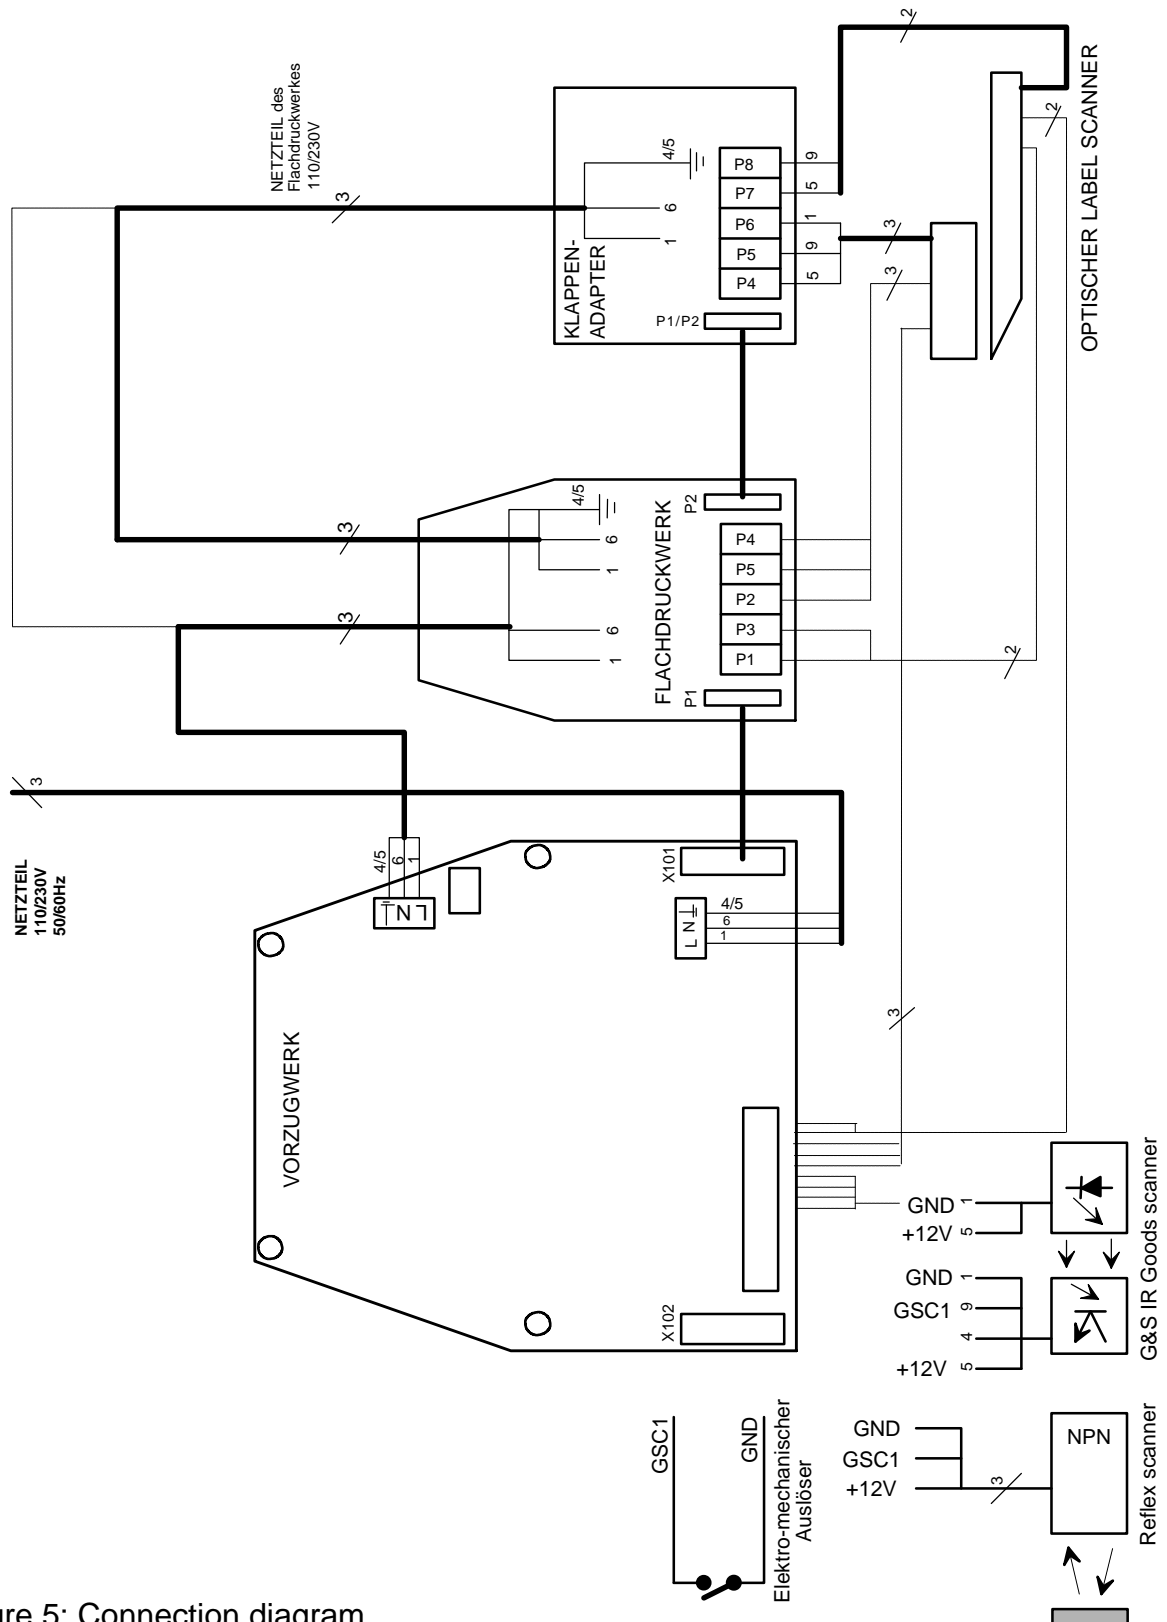 NETZTEIL
110/230V
50/60Hz
3
NETZTEIL des
Flachdruckwerkes
110/230V
3
3
3
2
VORZUGWERK
4/5
6
1
L N
X101
L N
4/5
6
1
X102
FLACHDRUCKWERK
4/5
6
1
6
1
P1
P2
P4
P5
P2
P3
P1
KLAPPEN-
ADAPTER
4/5
6
1
P1/P2
P8
P7
P6
P5
P4
9
5
1
9
5
3
3
2
2
3
OPTISCHER LABEL SCANNER
GND 1
+12V 5
GND 1
GSC1 9
4
+12V 5
G&S IR Goods scanner
GSC1
GND
Elektro-mechanischer
Auslöser
GND
GSC1
+12V
3
NPN
Reflex scanner
ure 5: Connection diagram